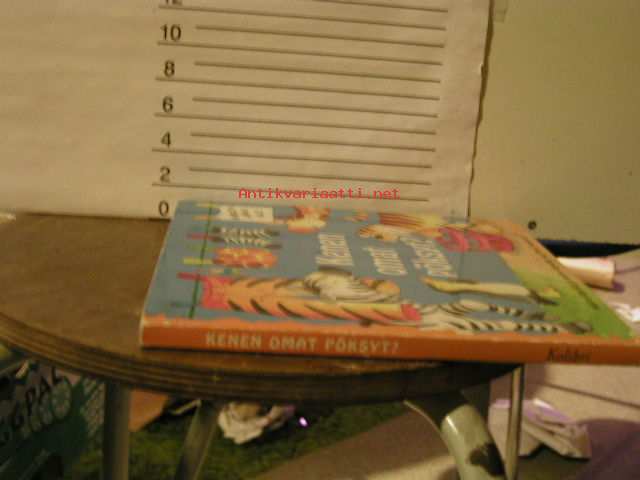 12
10
8
6
4
2
0
Antikvariaatti.net
Kenen
omat
pöksyt?
KENEN OMAT PÖKSYT?
Kolibri